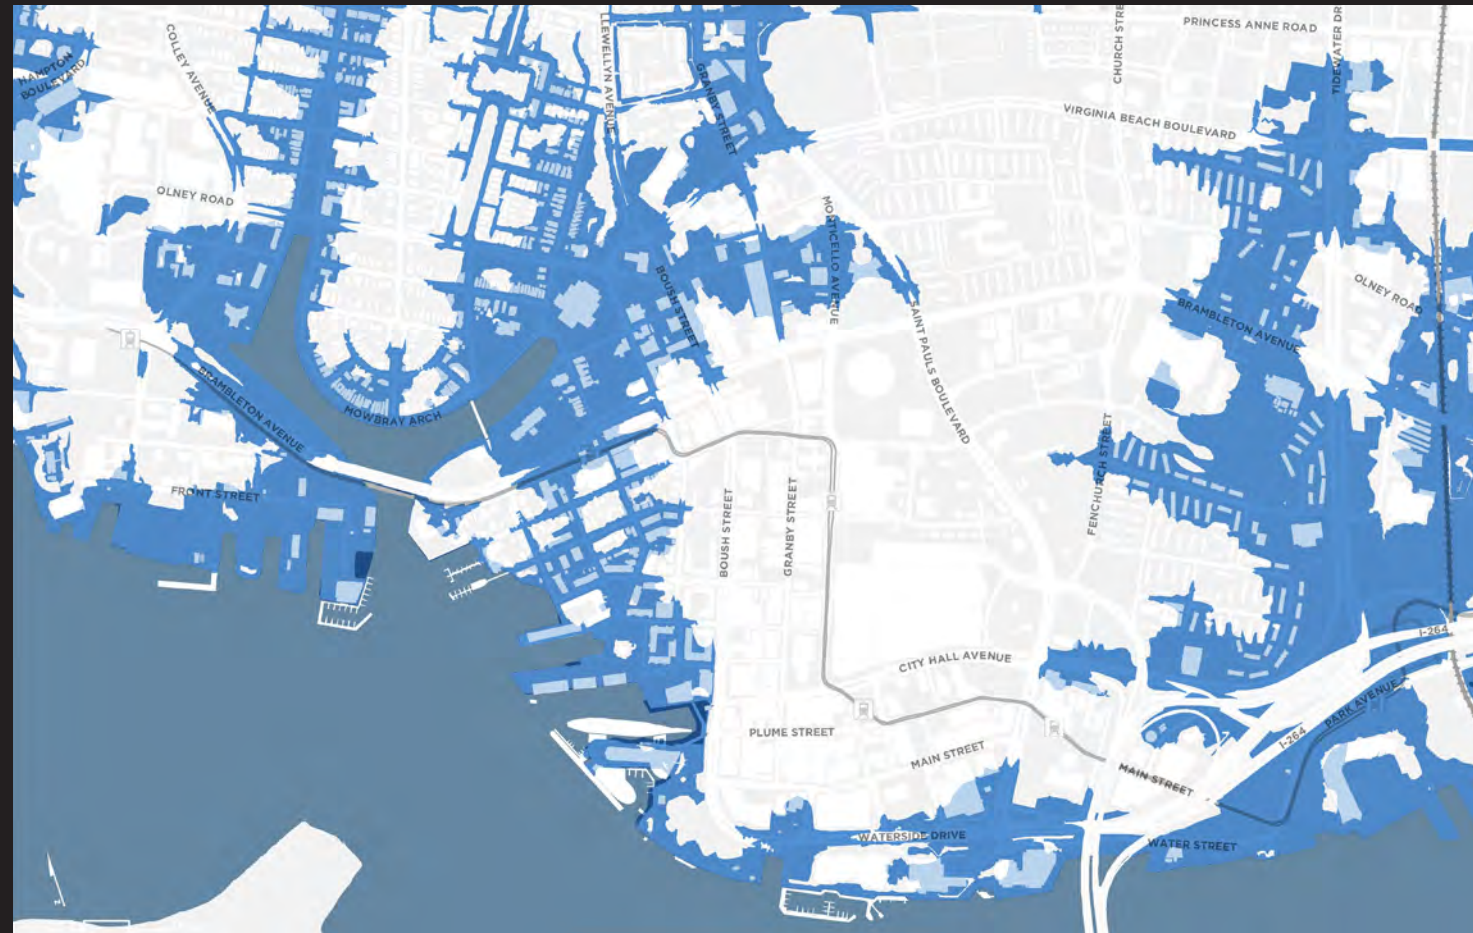 PRINCESS ANNE ROAD
CHURCH STRE
TIDEWATER DR
COLLEY AVENUE
LLEWELLYN AVENUE
HAMPTON
BOULEVARD
GRANBY STREET
VIRGINIA BEACH BOULEVARD
OLNEY ROAD
MONTICELLO AVENUE
OLNEY ROAD
BOUSH STREET
SAINT PAULS BOULEVARD
BRAMBLETON AVENUE
BRAMBLETON AVENUE
MOWBRAY ARCH
FENCHURCH STREET
FRONT STREET
BOUSH STREET
GRANBY STREET
I-264
CITY HALL AVENUE
PARK AVENUE
PLUME STREET
I-264
MAIN STREET
MAIN STREET
WATERSIDE DRIVE
WATER STREET